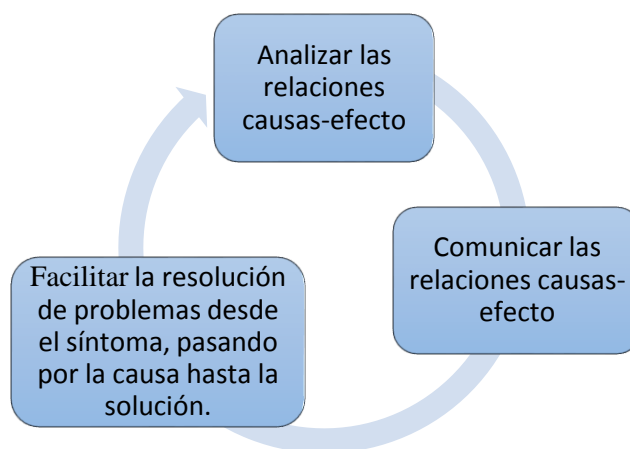 Analizar las
relaciones
causas-efecto
Comunicar las
relaciones causas-
efecto
Facilitar la resolución
de problemas desde
el síntoma, pasando
por la causa hasta la
solución.